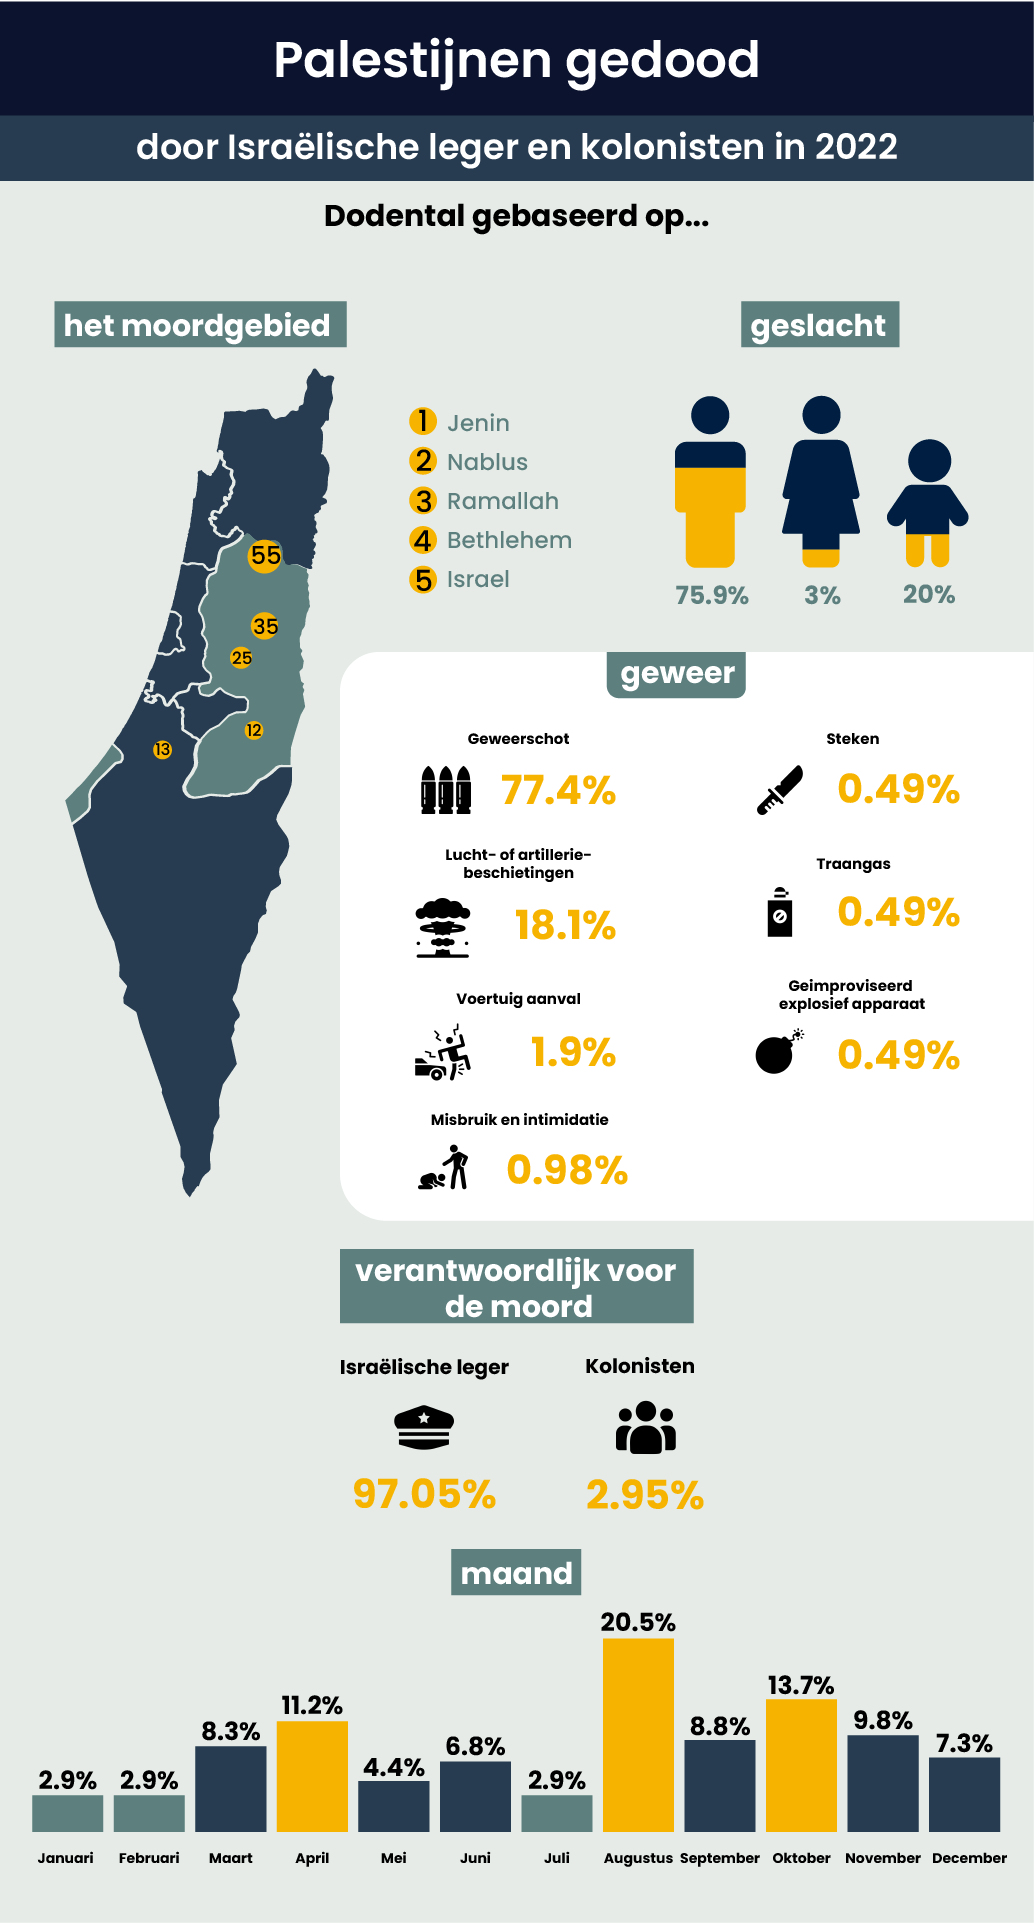 Palestijnen gedood
door Israëlische leger en kolonisten in 2022
Dodental gebaseerd op...
het moordgebied
55
35
25
12
13
1 Jenin
2 Nablus
3 Ramallah
4 Bethlehem
5 Israel
geslacht
75.9%
3%
20%
geweer
Geweerschot
77.4%
Steken
0.49%
Lucht- of artillerie-
beschietingen
18.1%
Traangas
0.49%
Voertuig aanval
1.9%
Geimproviseerd
explosief apparaat
0.49%
Misbruik en intimidatie
0.98%
verantwoordlijk voor
de moord
Israëlische leger
97.05%
Kolonisten
2.95%
maand
2.9%
2.9%
8.3%
11.2%
4.4%
6.8%
2.9%
20.5%
8.8%
13.7%
9.8%
7.3%
Januari Februari Maart April Mei Juni Juli Augustus September Oktober November December